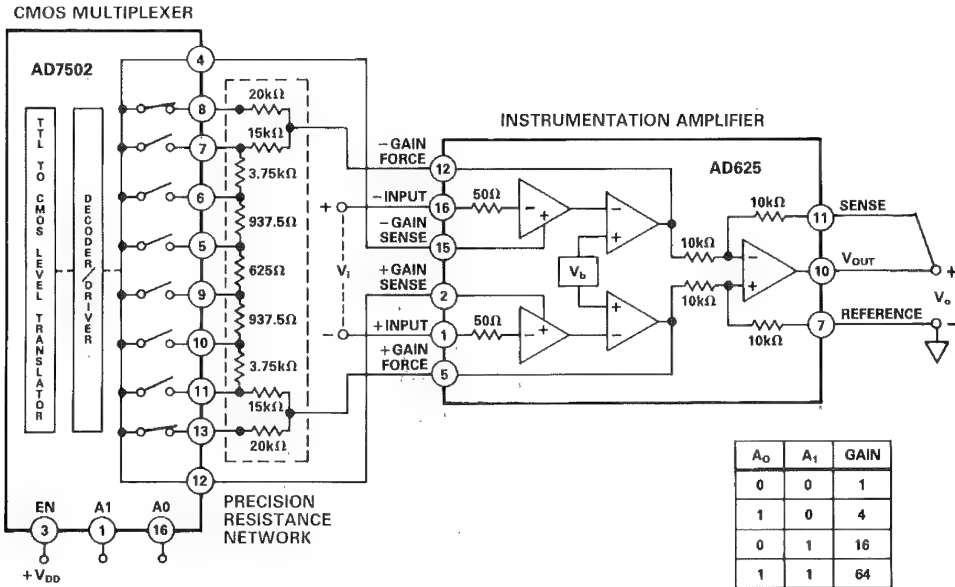 CMOS MULTIPLEXER
AD7502
TTL TO CMOS LEVEL TRANSLATOR
DECODER/DRIVER
4
8
7
6
5
9
10
11
13
12
EN
A1
A0
3
1
16
+VDD
20kΩ
15kΩ
3.75kΩ
937.5Ω
625Ω
937.5Ω
3.75kΩ
15kΩ
20kΩ
PRECISION
RESISTANCE
NETWORK
INSTRUMENTATION AMPLIFIER
AD625
−GAIN
FORCE
12
+
−INPUT
16
50Ω
−GAIN
SENSE
15
VI
+GAIN
SENSE
2
−
+INPUT
1
50Ω
+GAIN
FORCE
5
−
+
−
+
Vb
+
−
+
−
10kΩ
10kΩ
10kΩ
10kΩ
−
+
11
SENSE
10
VOUT
7
REFERENCE
+
Vo
−
A0 A1 GAIN
0 0 1
1 0 4
0 1 16
1 1 64